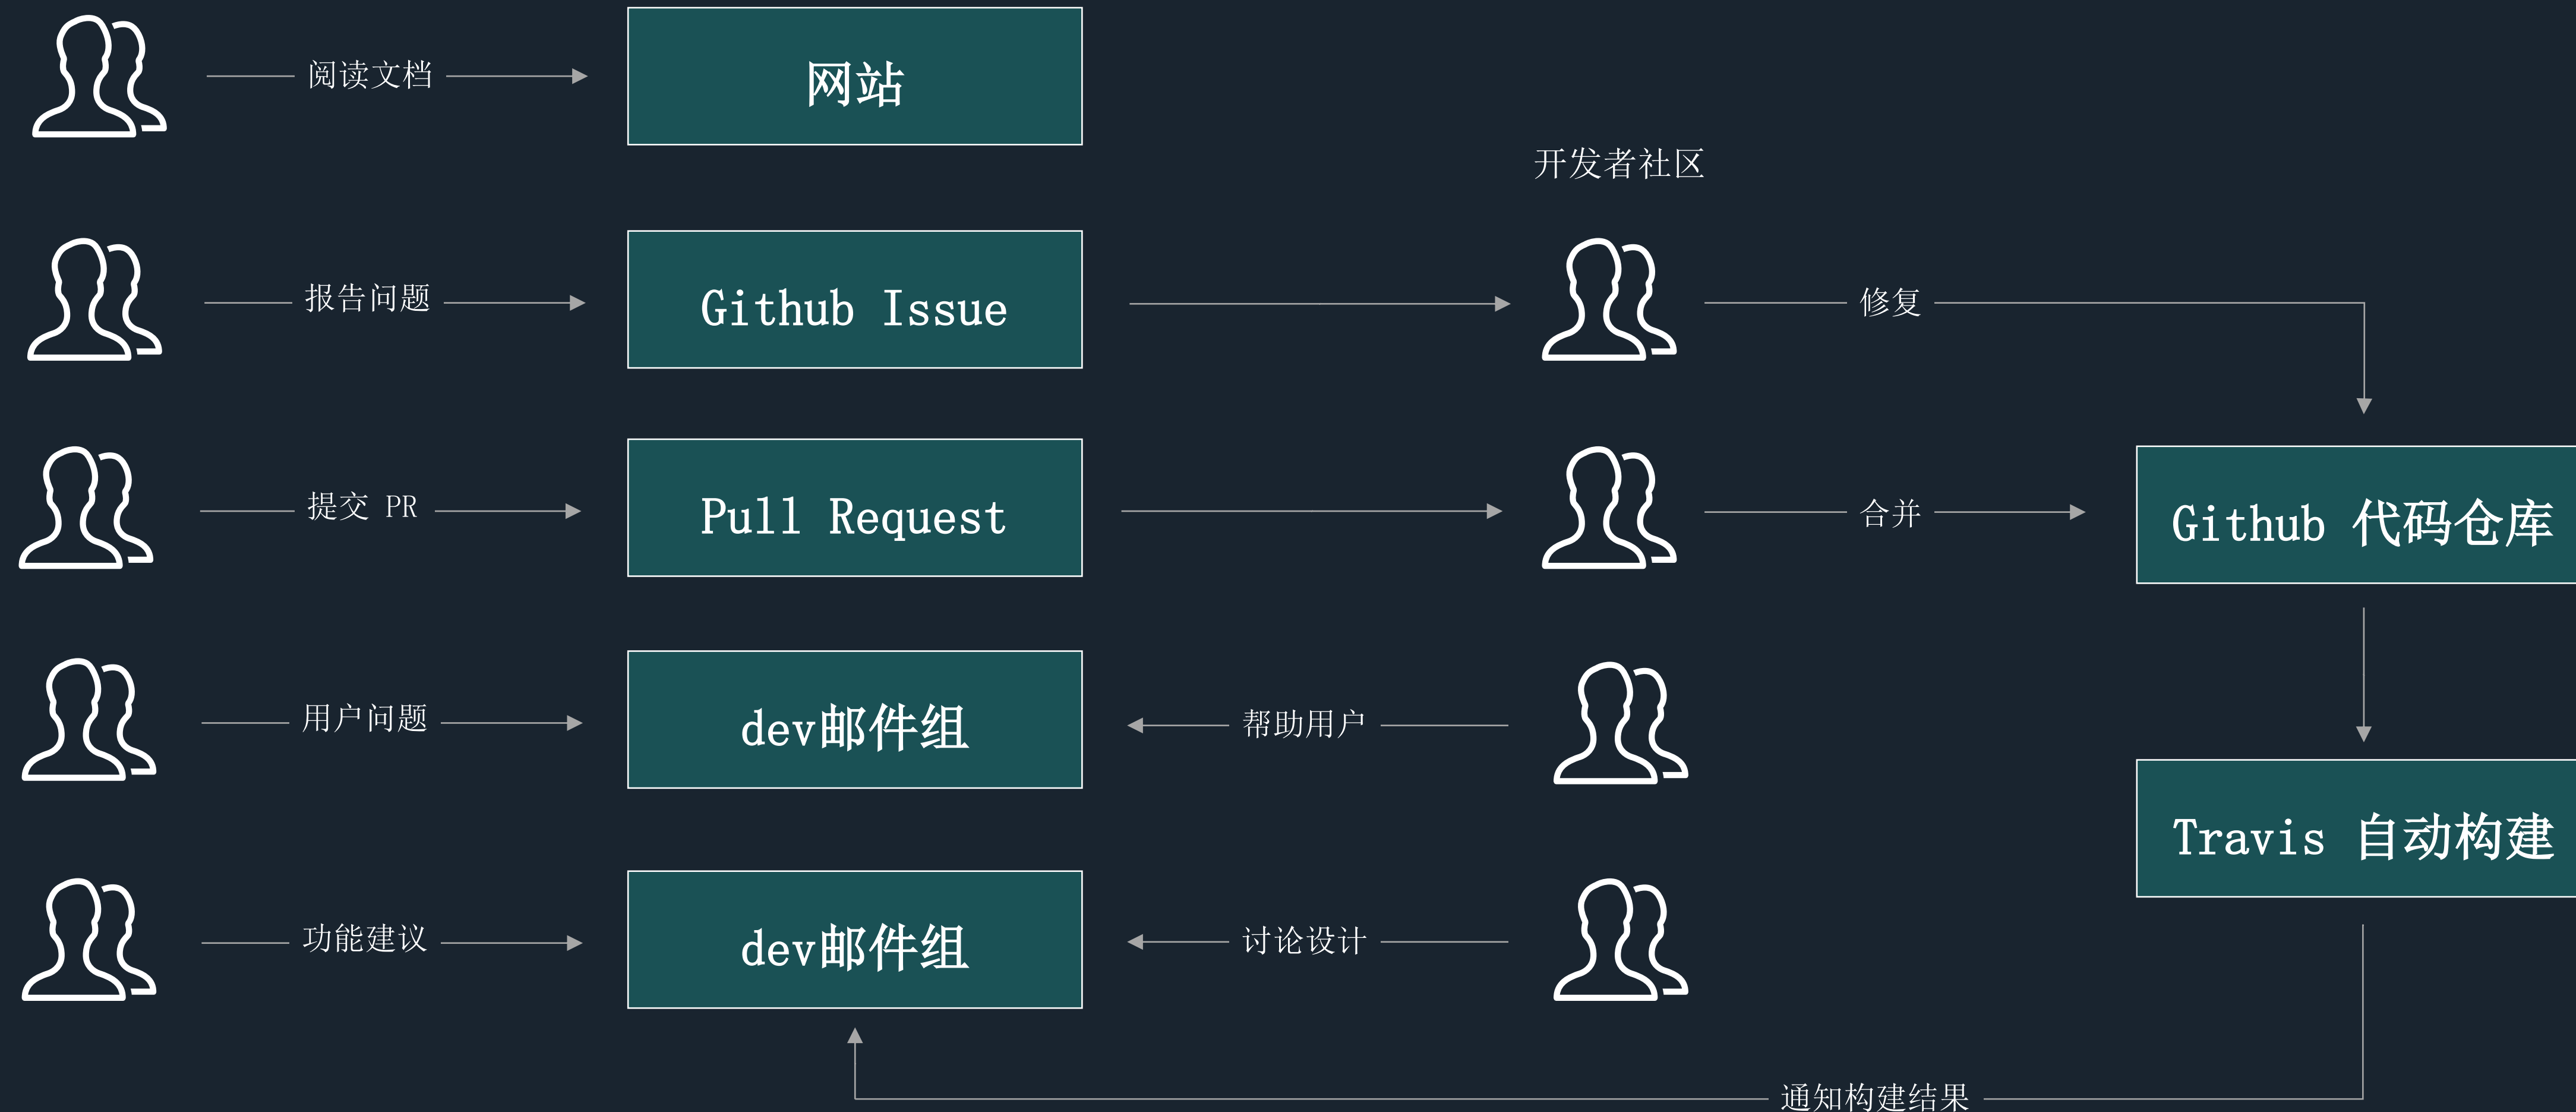 阅读文档
网站
开发者社区
报告问题
Github Issue
修复
提交 PR
Pull Request
合并
Github 代码仓库
用户问题
dev邮件组
帮助用户
Travis 自动构建
功能建议
dev邮件组
讨论设计
通知构建结果